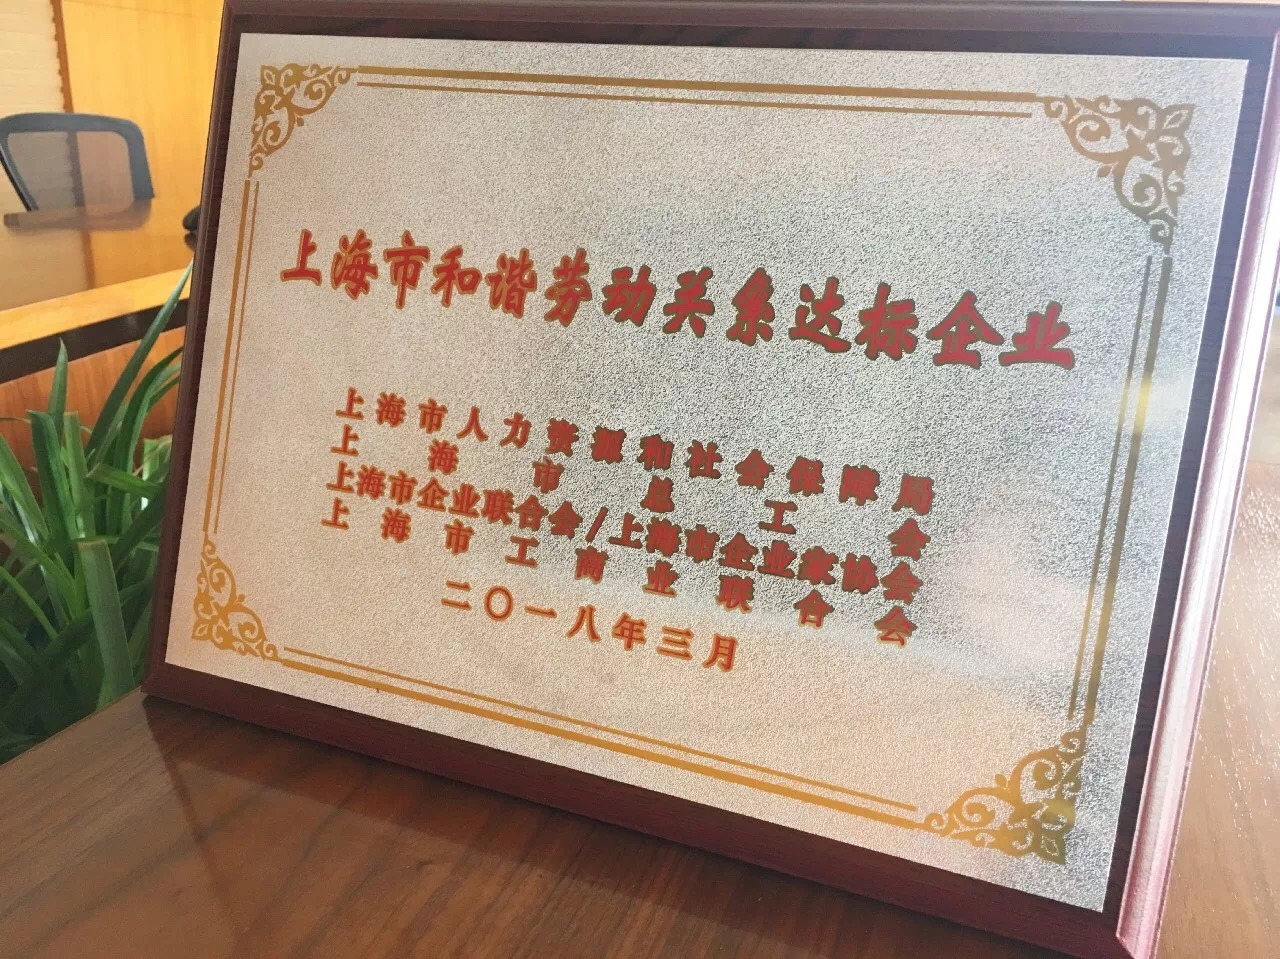 上海市和谐劳动关系达标企业
上海市人力资源和社会保障局
上海市总工会
上海市企业联合会/上海市企业家协会
上海市工商业联合会
二〇一八年三月